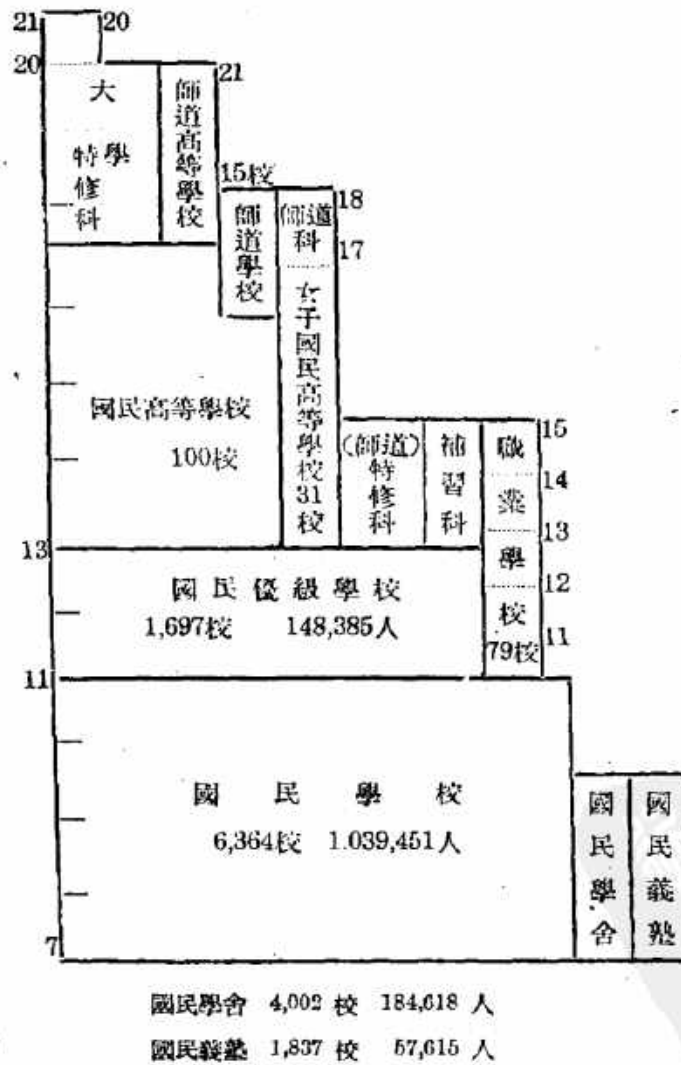 21 20
20
大學
特修科
師道高等學校
21
15校
師道學校
師道科
18
17
女子國民高等學校31校
國民高等學校
100校
(師道)
特修科
補習科
職業學校
79校
15
14
13
12
11
13
國民優級學校
1,697校 148,385人
11
國民學校
6,364校 1.039,451人
國民學舍
國民義塾
7
國民學舍 4,002 校 184,618 人
國民義塾 1,837 校 57,615 人